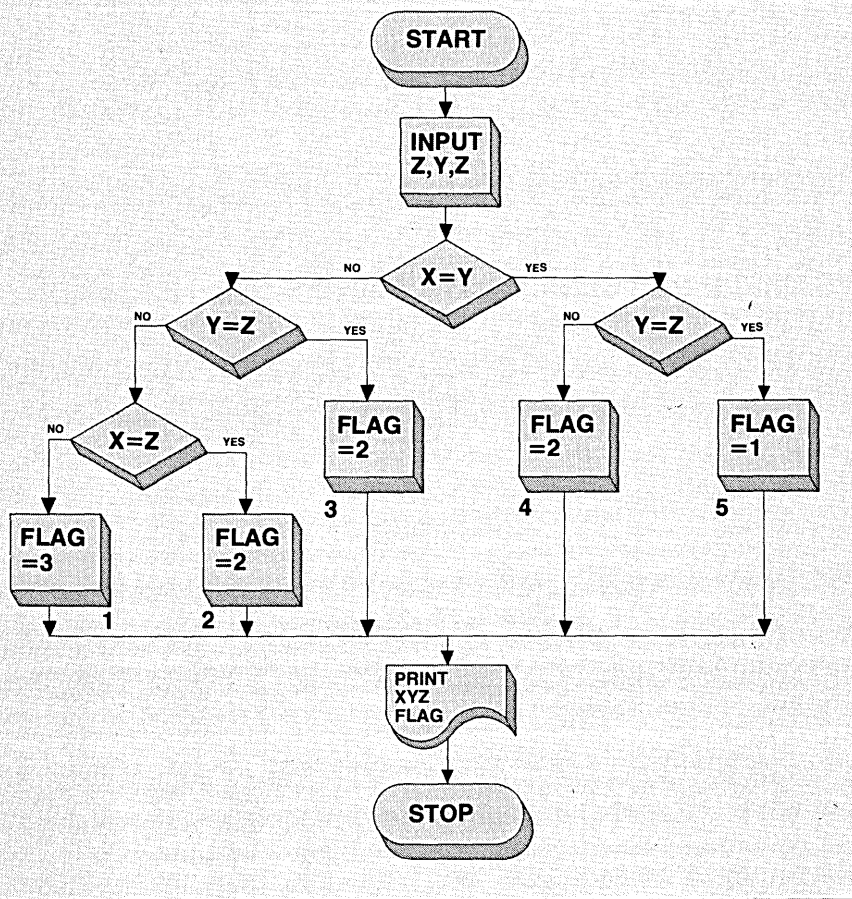 START
INPUT
Z,Y,Z
X=Y
NO
YES
Y=Z
NO
YES
Y=Z
NO
YES
X=Z
NO
YES
FLAG
=2
3
FLAG
=2
4
FLAG
=1
5
FLAG
=3
1
FLAG
=2
2
PRINT
XYZ
FLAG
STOP